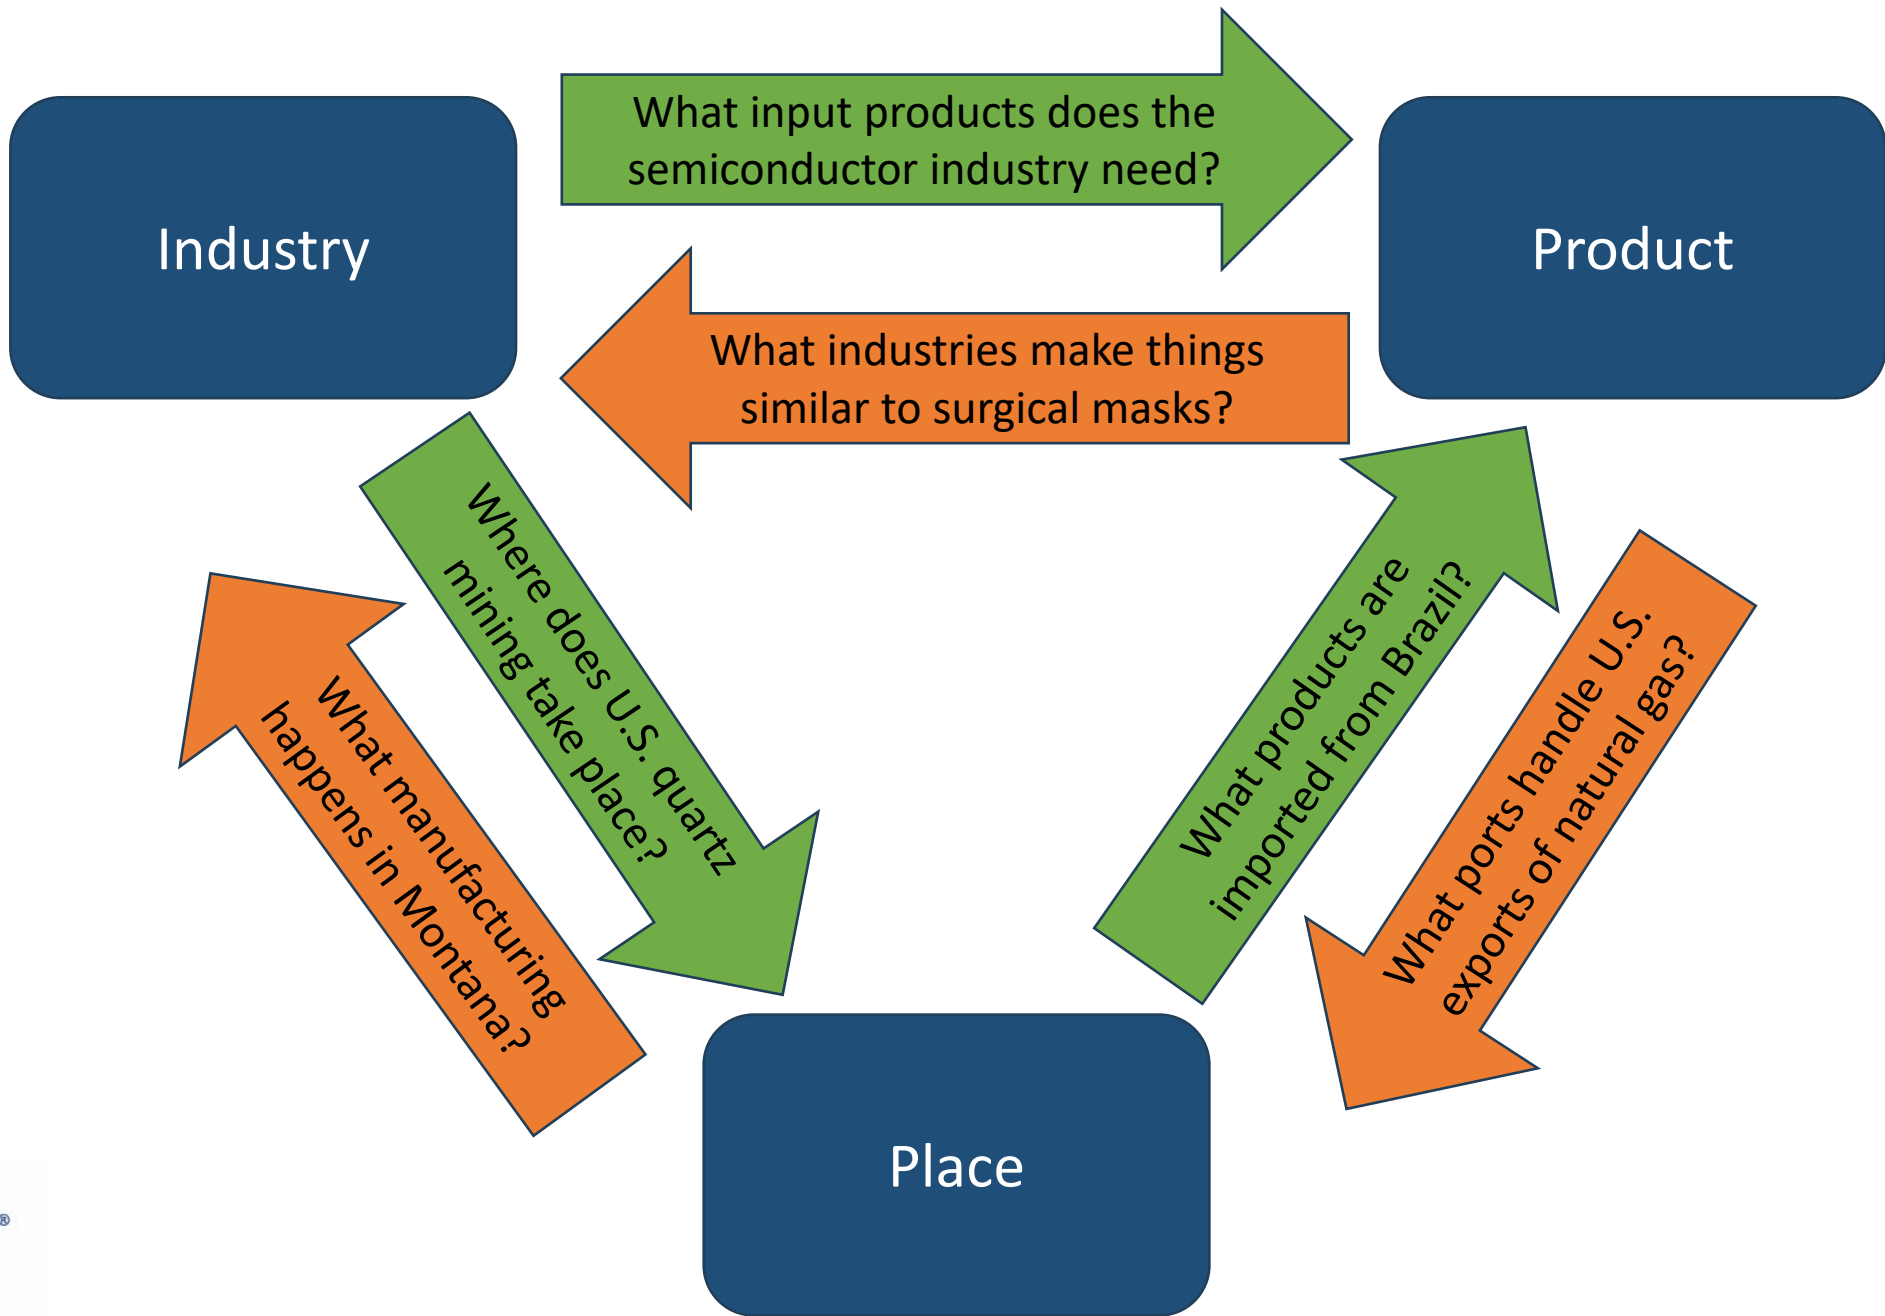 What input products does the
semiconductor industry need?
Industry
Product
What industries make things
similar to surgical masks?
Where does U.S. quartz
mining take place?
What manufacturing
happens in Montana?
What products are
imported from Brazil?
What ports handle U.S.
exports of natural gas?
Place
®